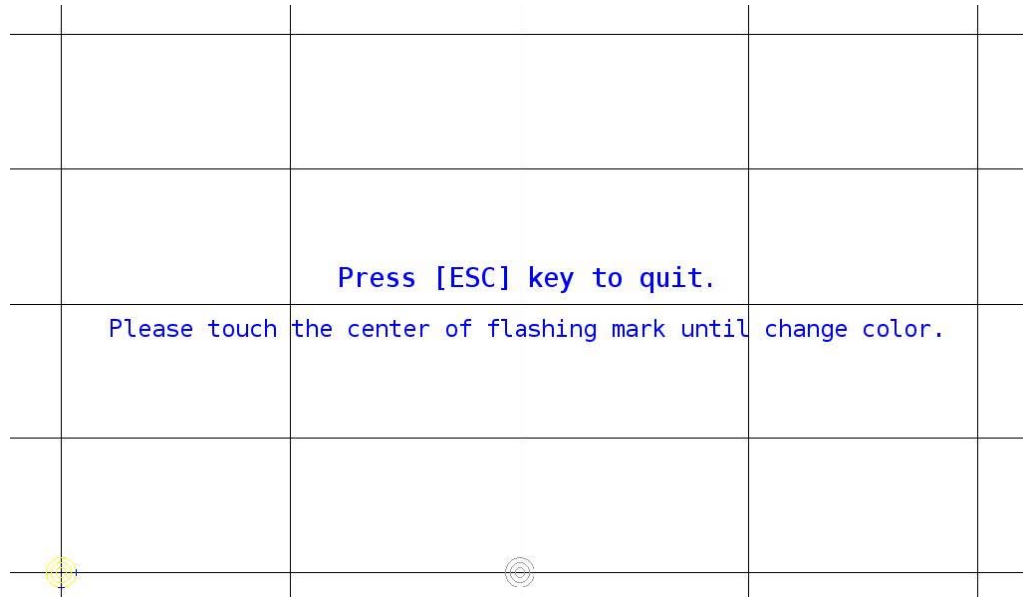 Press [ESC] key to quit.
Please touch the center of flashing mark until change color.